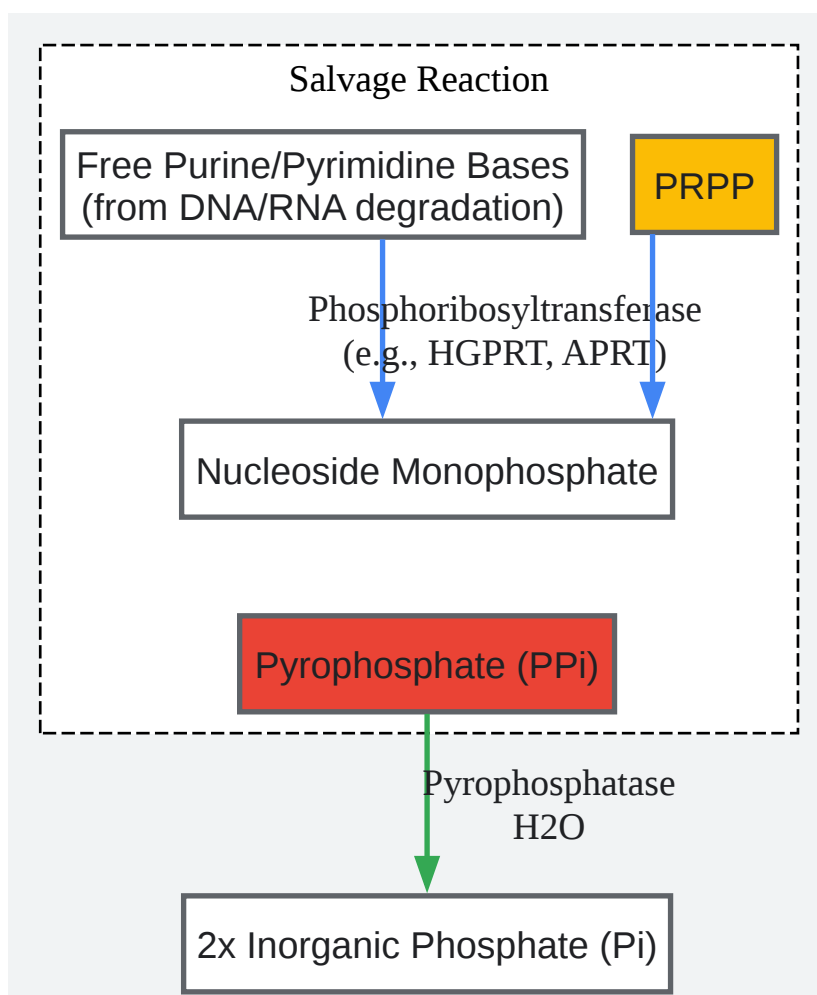 Salvage Reaction
Free Purine/Pyrimidine Bases
(from DNA/RNA degradation)
PRPP
Phosphoribosyltransferase
(e.g., HGPRT, APRT)
Nucleoside Monophosphate
Pyrophosphate (PPi)
Pyrophosphatase
H2O
2x Inorganic Phosphate (Pi)